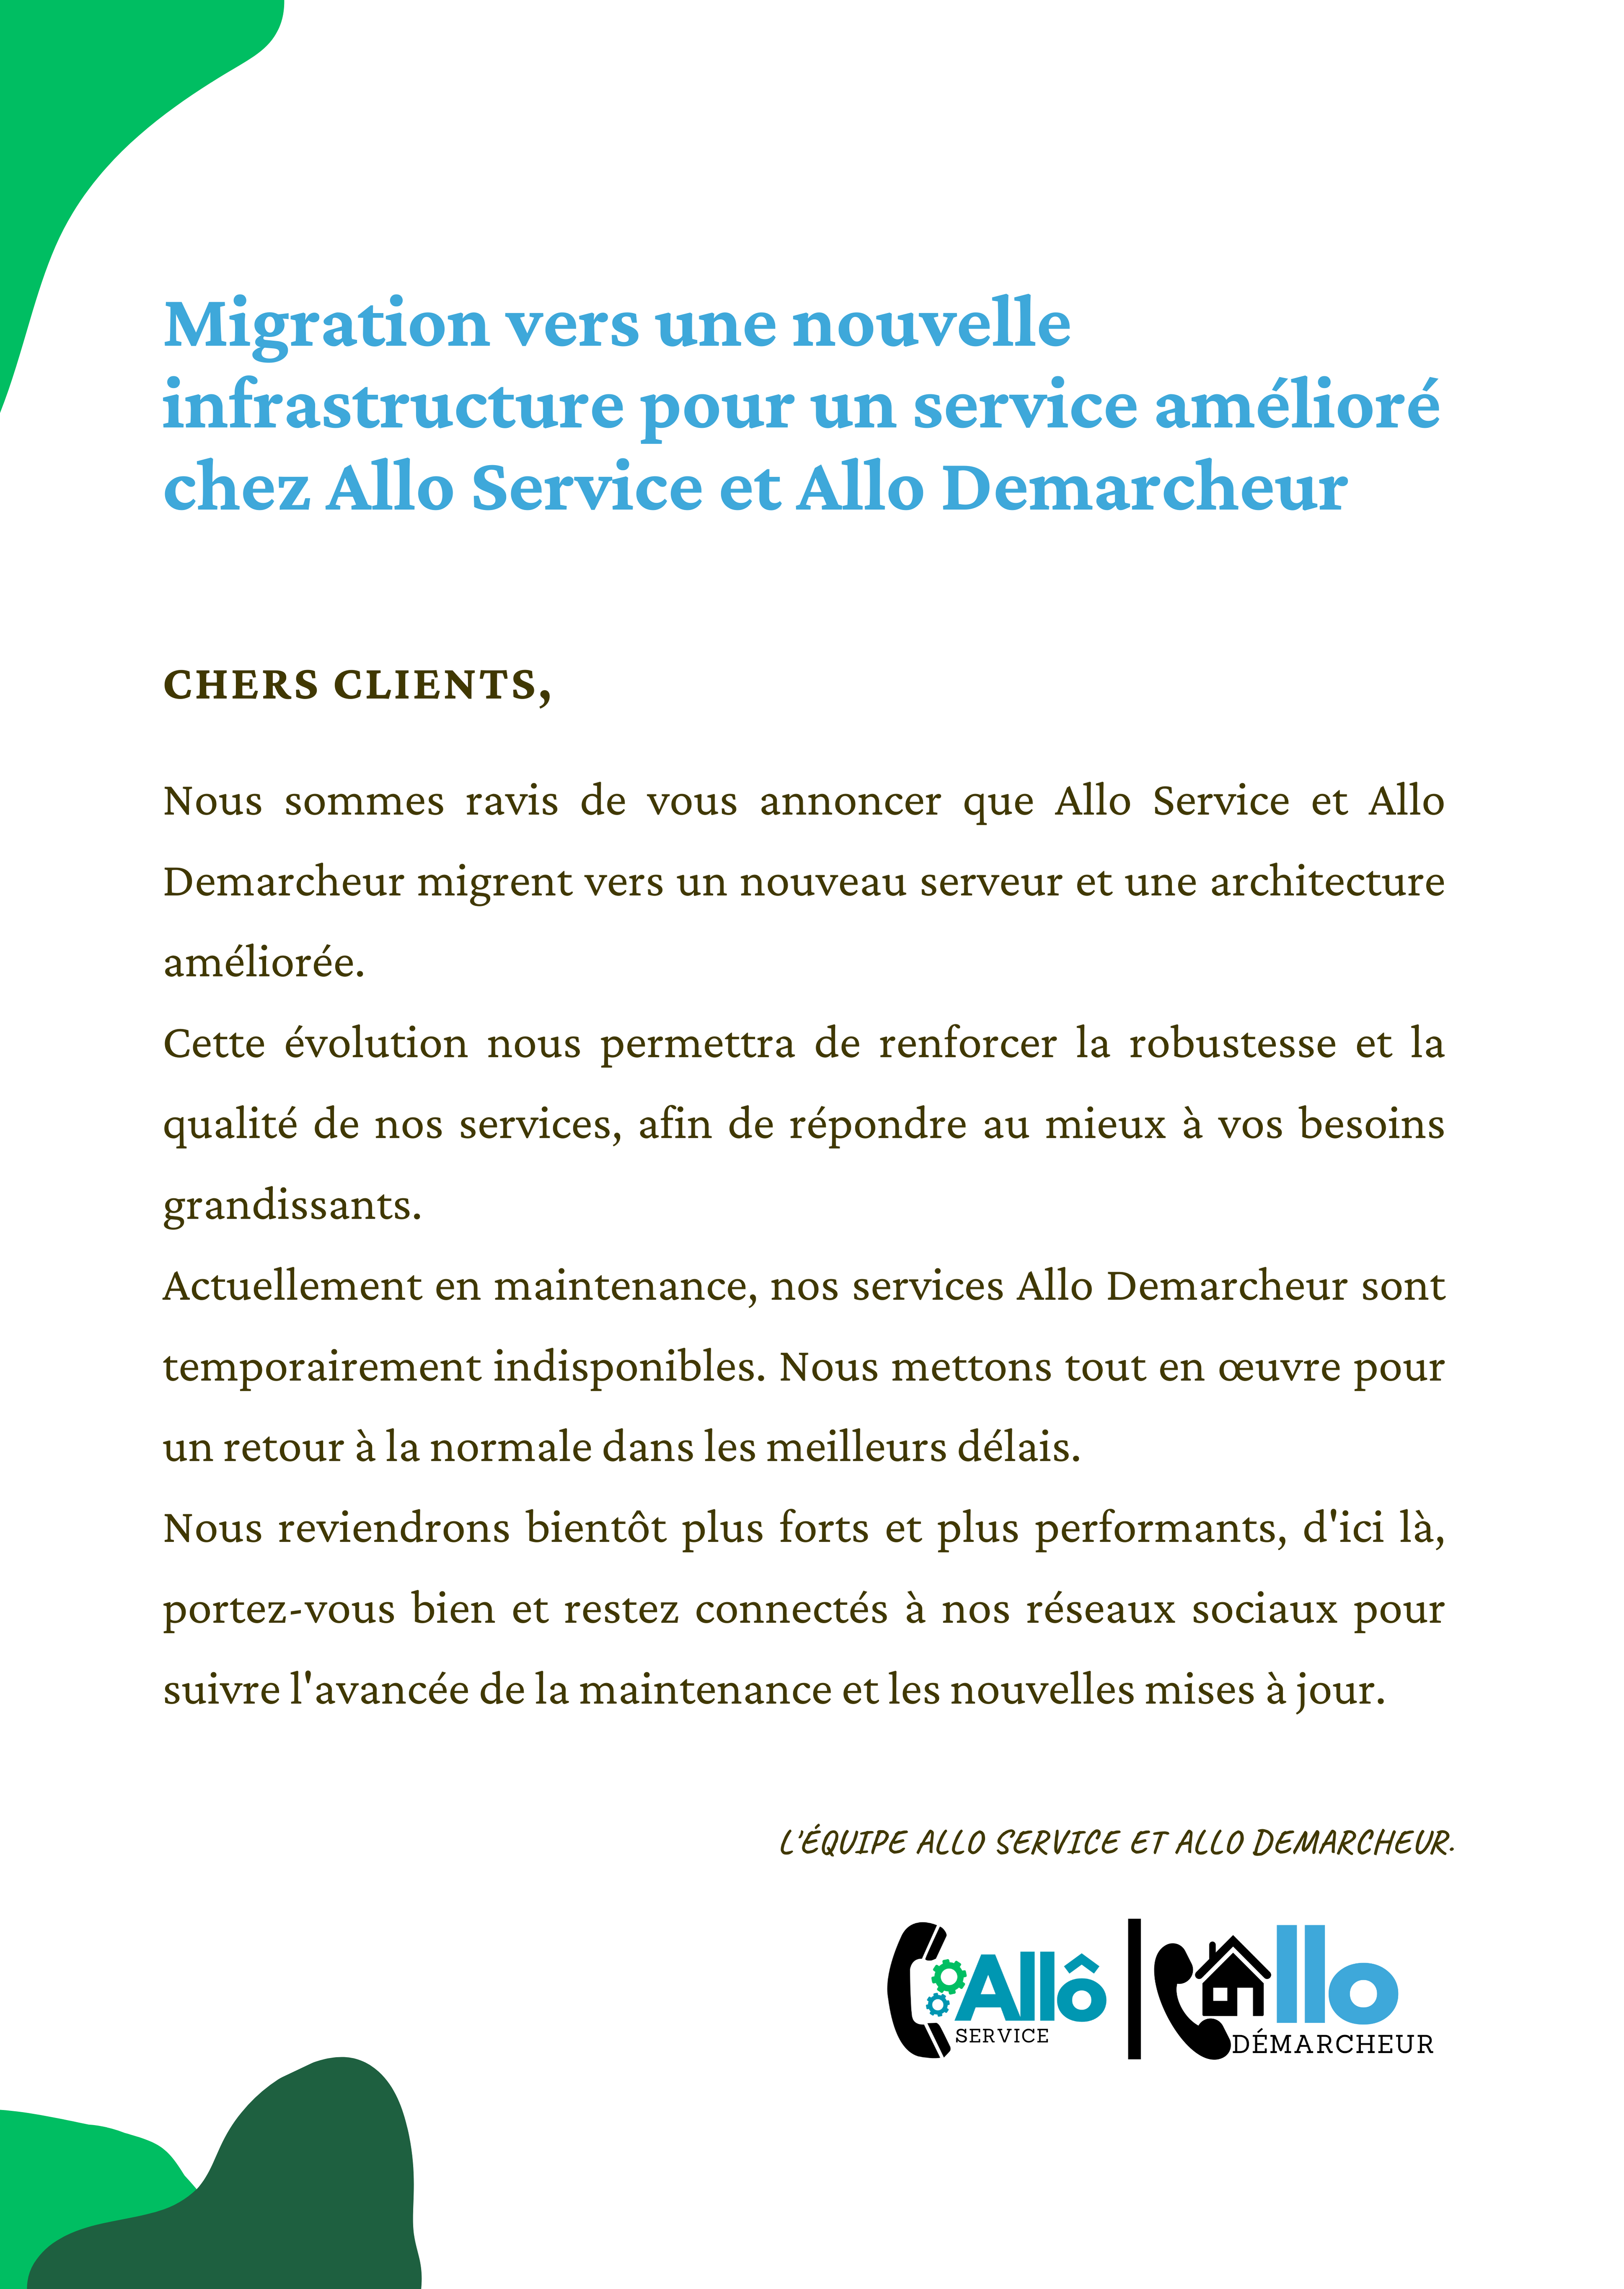 Migration vers une nouvelle
infrastructure pour un service amélioré
chez Allo Service et Allo Demarcheur
CHERS CLIENTS,
Nous sommes ravis de vous annoncer que Allo Service et Allo
Demarcheur migrent vers un nouveau serveur et une architecture
améliorée.
Cette évolution nous permettra de renforcer la robustesse et la
qualité de nos services, afin de répondre au mieux à vos besoins
grandissants.
Actuellement en maintenance, nos services Allo Demarcheur sont
temporairement indisponibles. Nous mettons tout en œuvre pour
un retour à la normale dans les meilleurs délais.
Nous reviendrons bientôt plus forts et plus performants, d'ici là,
portez-vous bien et restez connectés à nos réseaux sociaux pour
suivre l'avancée de la maintenance et les nouvelles mises à jour.
L'ÉQUIPE ALLO SERVICE ET ALLO DEMARCHEUR.
Allô
SERVICE
allo
DÉMARCHEUR